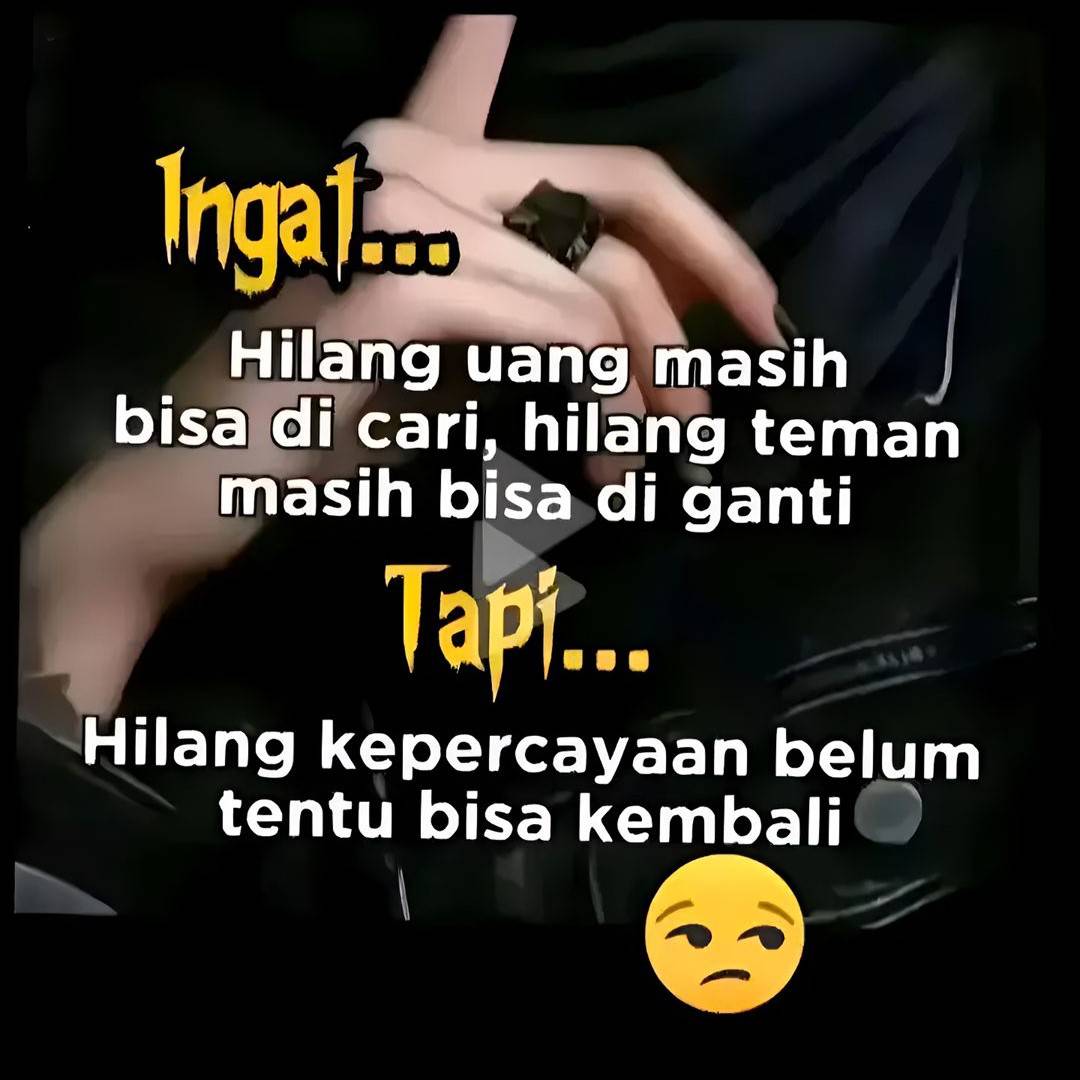 Ingat...
Hilang uang masih
bisa di cari, hilang teman
masih bisa di ganti
Tapi...
Hilang kepercayaan belum
tentu bisa kembali